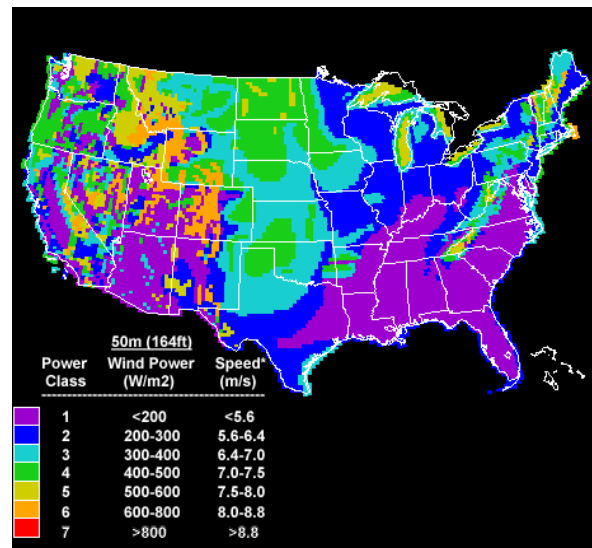 50m (164ft)
Power Wind Power Speed*
Class (W/m2) (m/s)
1 <200 <5.6
2 200-300 5.6-6.4
3 300-400 6.4-7.0
4 400-500 7.0-7.5
5 500-600 7.5-8.0
6 600-800 8.0-8.8
7 >800 >8.8